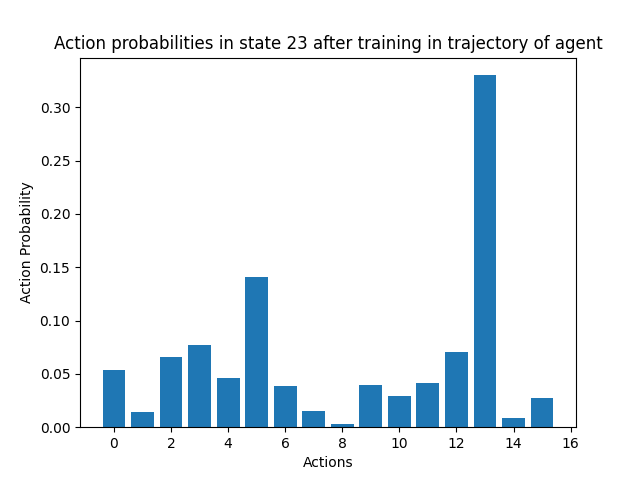 Action probabilities in state 23 after training in trajectory of agent
0.30
0.25
0.20
0.15
0.10
0.05
0.00
Action Probability
0 2 4 6 8 10 12 14 16
Actions